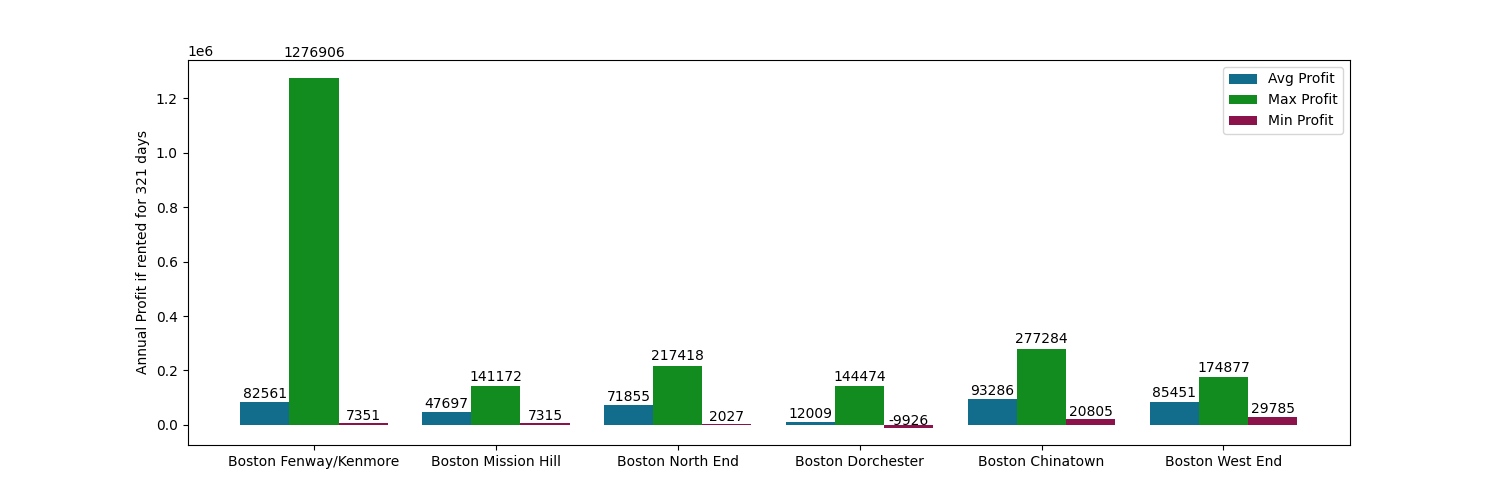 1e6
1276906
Avg Profit
Max Profit
Min Profit
Annual Profit if rented for 321 days
1.2
1.0
0.8
0.6
0.4
0.2
0.0
82561
7351
47697
141172
7315
71855
217418
2027
12009
144474
-9926
93286
277284
20805
85451
174877
29785
Boston Fenway/Kenmore
Boston Mission Hill
Boston North End
Boston Dorchester
Boston Chinatown
Boston West End